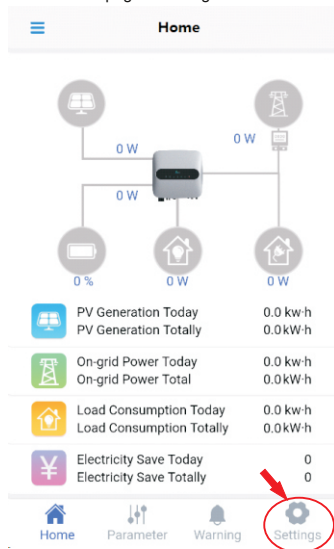 Home
0 W
0 W
0 W
0 %
0 W
0 W
PV Generation Today 0.0 kw·h
PV Generation Totally 0.0kW·h
On-grid Power Today 0.0 kw·h
On-grid Power Total 0.0kW·h
Load Consumption Today 0.0 kw·h
Load Consumption Totally 0.0kW·h
¥
Electricity Save Today 0
Electricity Save Totally 0
Home Parameter Warning Settings